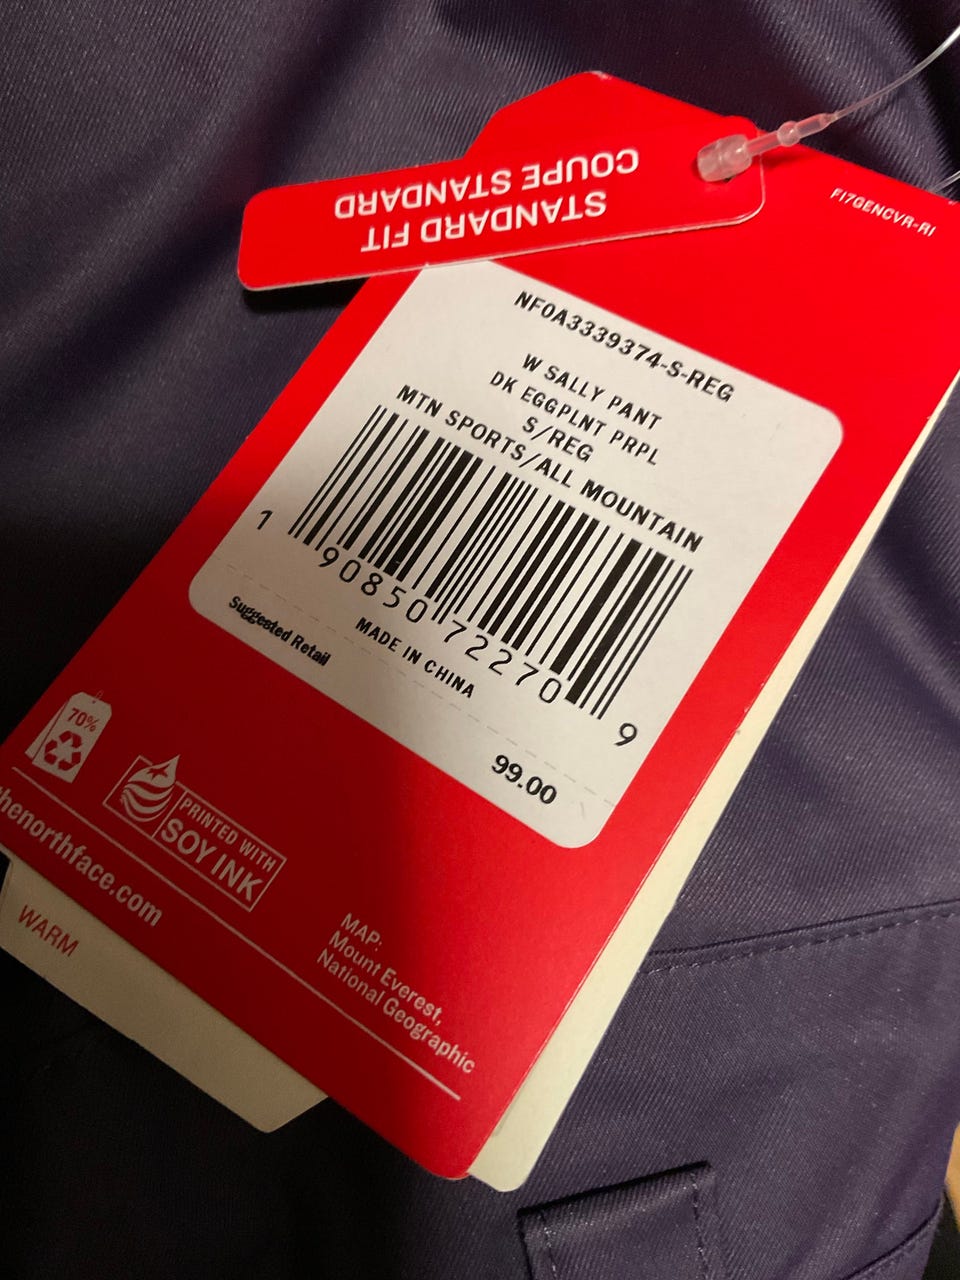 STANDARD FIT
COUPE STANDARD
F17GENCVR-R1
NF0A3339374-S-REG
W SALLY PANT
DK EGGPLNT PRPL
S/REG
MTN SPORTS/ALL MOUNTAIN
1 90850 72270 9
MADE IN CHINA
Suggested Retail
99.00
70%
PRINTED WITH
SOY INK
thenorthface.com
MAP:
Mount Everest,
National Geographic
WARM